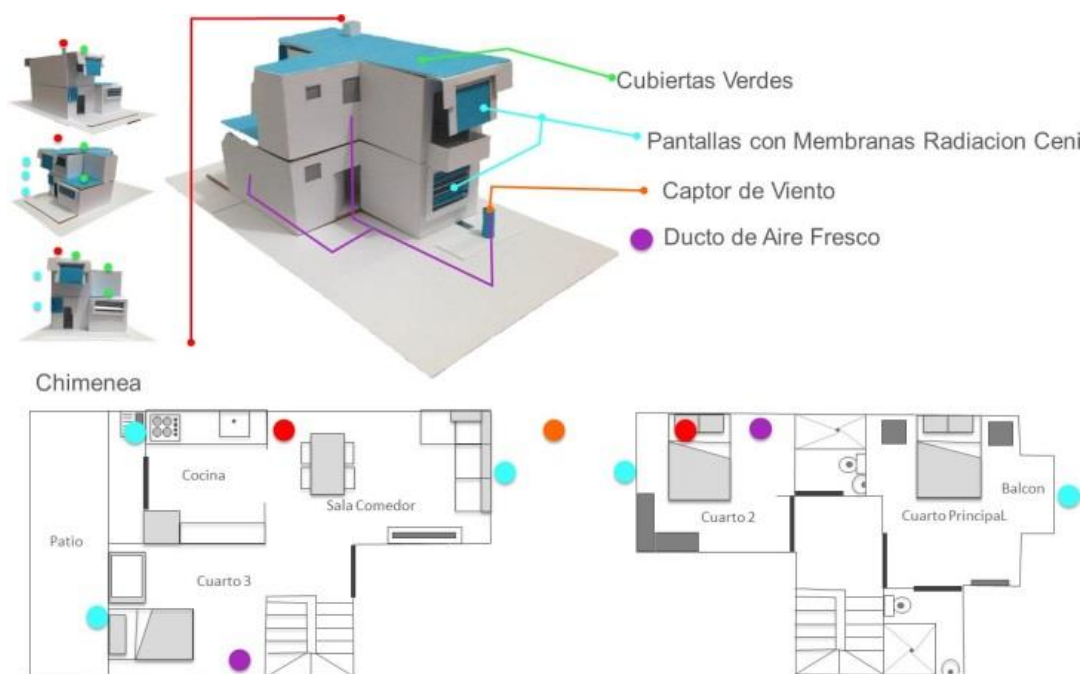 Cubiertas Verdes
Pantallas con Membranas Radiacion Ceni
Captor de Viento
Ducto de Aire Fresco
Chimenea
Cocina
Sala Comedor
Patio
Cuarto 3
Cuarto 2
Cuarto PrincipaL
Balcon